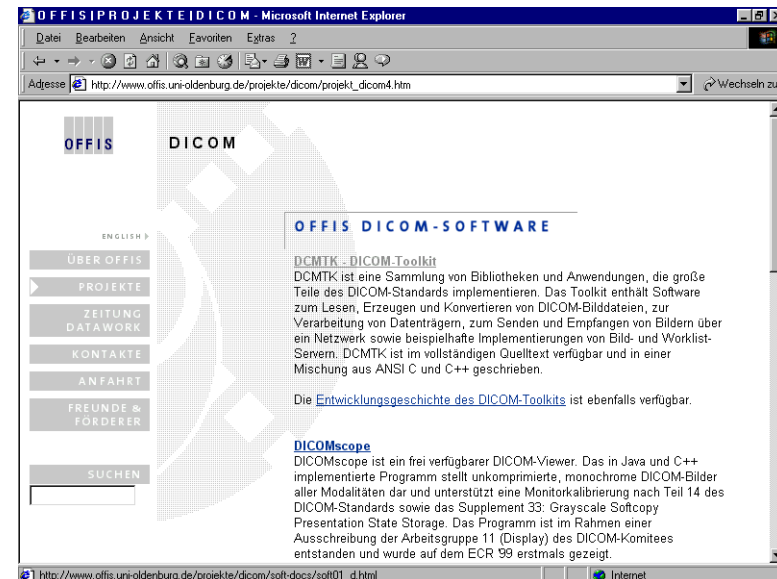 O F F I S | P R O J E K T E | D I C O M - Microsoft Internet Explorer
Datei Bearbeiten Ansicht Favoriten Extras ?
Adresse http://www.offis.uni-oldenburg.de/projekte/dicom/projekt_dicom4.htm Wechseln zu
OFFIS DICOM
OFFIS DICOM-SOFTWARE
ENGLISH
ÜBER OFFIS
PROJEKTE
ZEITUNG
DATAWORK
KONTAKTE
ANFAHRT
FREUNDE &
FÖRDERER
SUCHEN
DCMTK - DICOM-Toolkit
DCMTK ist eine Sammlung von Bibliotheken und Anwendungen, die große
Teile des DICOM-Standards implementieren. Das Toolkit enthält Software
zum Lesen, Erzeugen und Konvertieren von DICOM-Bilddateien, zur
Verarbeitung von Datenträgern, zum Senden und Empfangen von Bildern über
ein Netzwerk sowie beispielhafte Implementierungen von Bild- und Worklist-
Servern. DCMTK ist im vollständigen Quelltext verfügbar und in einer
Mischung aus ANSI C und C++ geschrieben.
Die Entwicklungsgeschichte des DICOM-Toolkits ist ebenfalls verfügbar.
DICOMscope
DICOMscope ist ein frei verfügbarer DICOM-Viewer. Das in Java und C++
implementierte Programm stellt unkomprimierte, monochrome DICOM-Bilder
aller Modalitäten dar und unterstützt eine Monitorkalibrierung nach Teil 14 des
DICOM-Standards sowie das Supplement 33: Grayscale Softcopy
Presentation State Storage. Das Programm ist im Rahmen einer
Ausschreibung der Arbeitsgruppe 11 (Display) des DICOM-Komitees
entstanden und wurde auf dem ECR '99 erstmals gezeigt.
http://www.offis.uni-oldenburg.de/projekte/dicom/soft-docs/soft01_d.html Internet